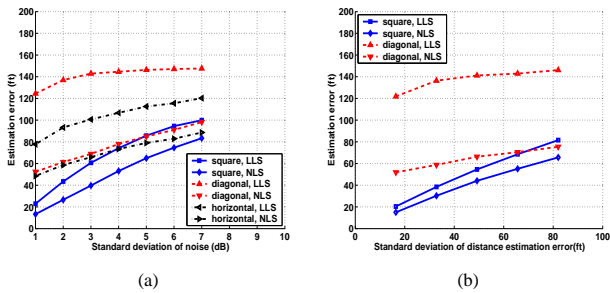 200
180
160
140
120
100
80
60
40
20
0
Estimation error (ft)
1 2 3 4 5 6 7 8 9 10
Standard deviation of noise (dB)
square, LLS
square, NLS
diagonal, LLS
diagonal, NLS
horizontal, LLS
horizontal, NLS
(a)
200
180
160
140
120
100
80
60
40
20
0
Estimation error (ft)
0 20 40 60 80 100
Standard deviation of distance estimation error(ft)
square, LLS
square, NLS
diagonal, LLS
diagonal, NLS
(b)